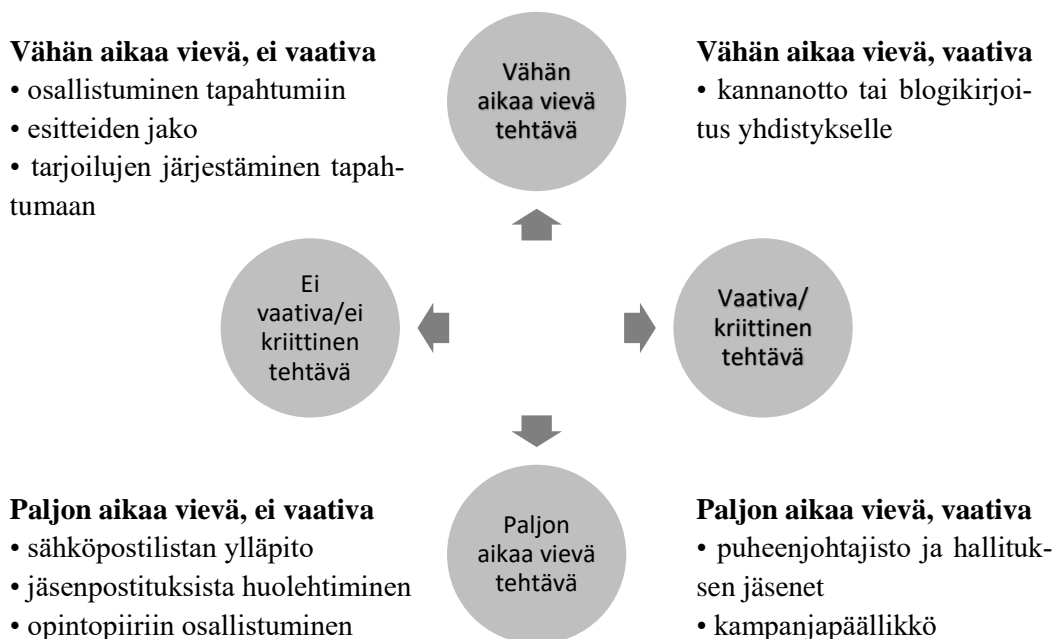 Vähän aikaa vievä, ei vaativa
• osallistuminen tapahtumiin
• esitteiden jako
• tarjoilujen järjestäminen tapah-
tumaan
Vähän
aikaa vievä
tehtävä
Vähän aikaa vievä, vaativa
• kannanotto tai blogikirjoi-
tus yhdistykselle
Ei
vaativa/ei
kriittinen
tehtävä
Vaativa/
kriittinen
tehtävä
Paljon aikaa vievä, ei vaativa
• sähköpostilistan ylläpito
• jäsenpostituksista huolehtiminen
• opintopiiriin osallistuminen
Paljon
aikaa vievä
tehtävä
Paljon aikaa vievä, vaativa
• puheenjohtajisto ja hallituk-
sen jäsenet
• kampanjapäällikkö